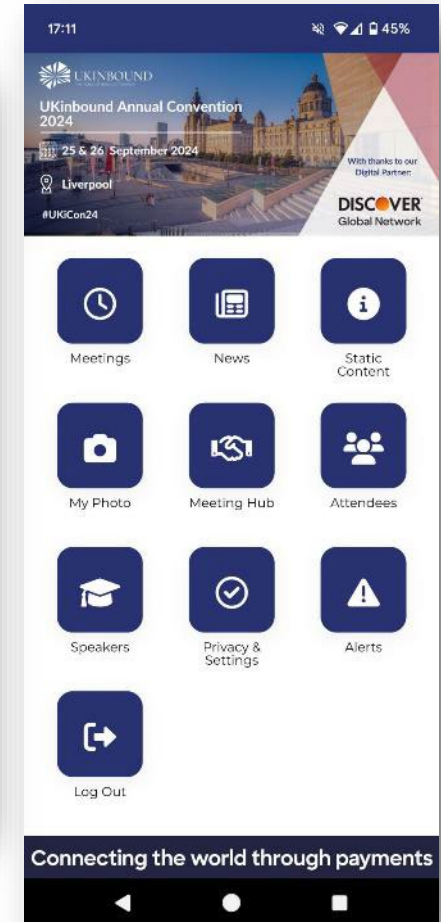 17:11
45%
UKINBOUND
UKinbound Annual Convention
2024
25 & 26 September 2024
Liverpool
#UKiCon24
With thanks to our
Digital Partner:
DISCOVER
Global Network
Meetings
News
Static
Content
My Photo
Meeting Hub
Attendees
Speakers
Privacy &
Settings
Alerts
Log Out
Connecting the world through payments